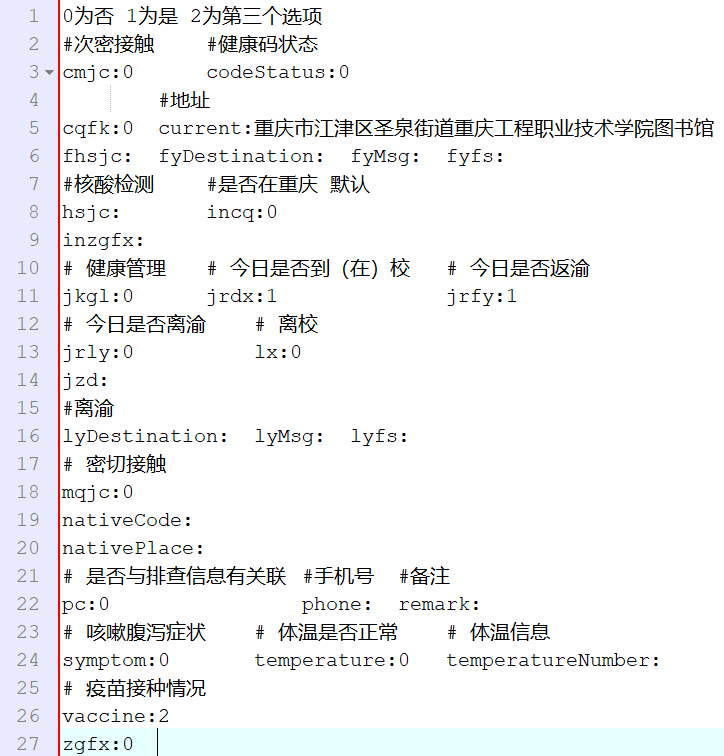 1 0为否 1为是 2为第三个选项
2 #次密接触 #健康码状态
3 cmjc:0 codeStatus:0
4 #地址
5 cqfk:0 current:重庆市江津区圣泉街道重庆工程职业技术学院图书馆
6 fhsjc: fyDestination: fyMsg: fyfs:
7 #核酸检测 #是否在重庆 默认
8 hsjc: incq:0
9 inzgfx:
10 # 健康管理 # 今日是否到（在）校 # 今日是否返渝
11 jkgl:0 jrdx:1 jrfy:1
12 # 今日是否离渝 # 离校
13 jrly:0 lx:0
14 jzd:
15 #离渝
16 lyDestination: lyMsg: lyfs:
17 # 密切接触
18 mqjc:0
19 nativeCode:
20 nativePlace:
21 # 是否与排查信息有关联 #手机号 #备注
22 pc:0 phone: remark:
23 # 咳嗽腹泻症状 # 体温是否正常 # 体温信息
24 symptom:0 temperature:0 temperatureNumber:
25 # 疫苗接种情况
26 vaccine:2
27 zgfx:0